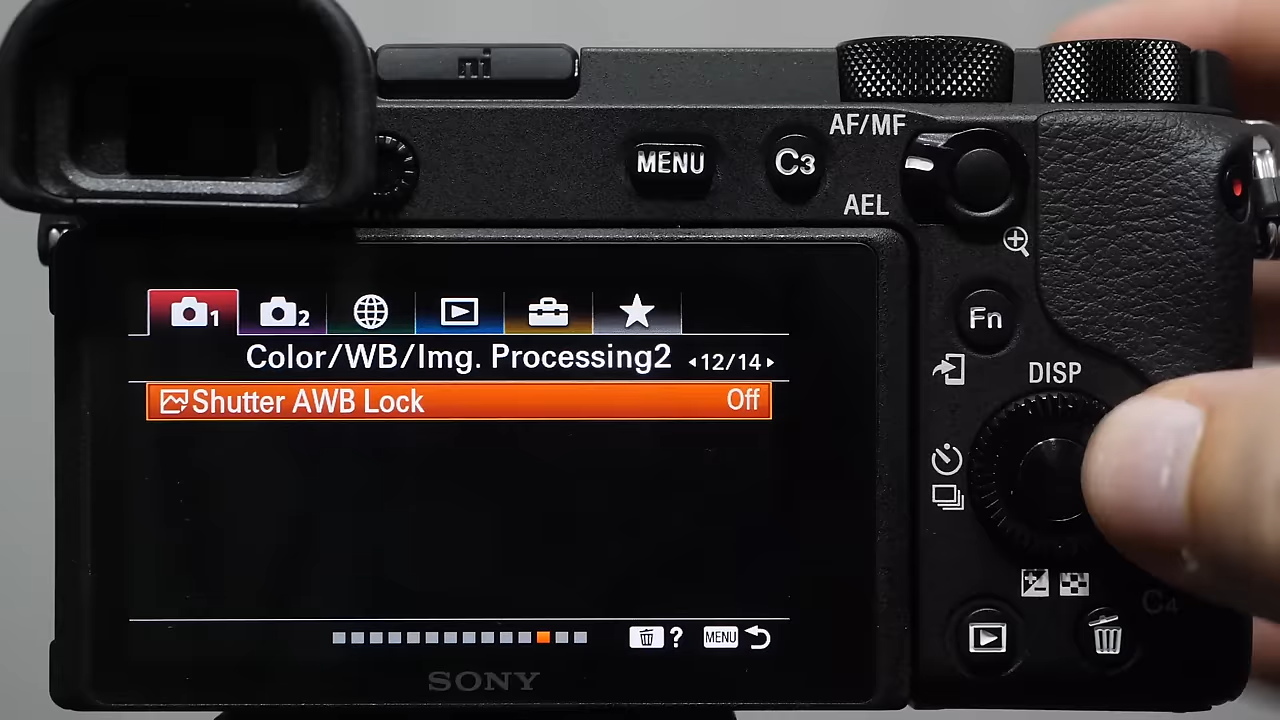 MENU
C3
AF/MF
AEL
1
2
Color/WB/Img. Processing2 12/14
Shutter AWB Lock Off
Fn
DISP
? MENU
SONY
C4